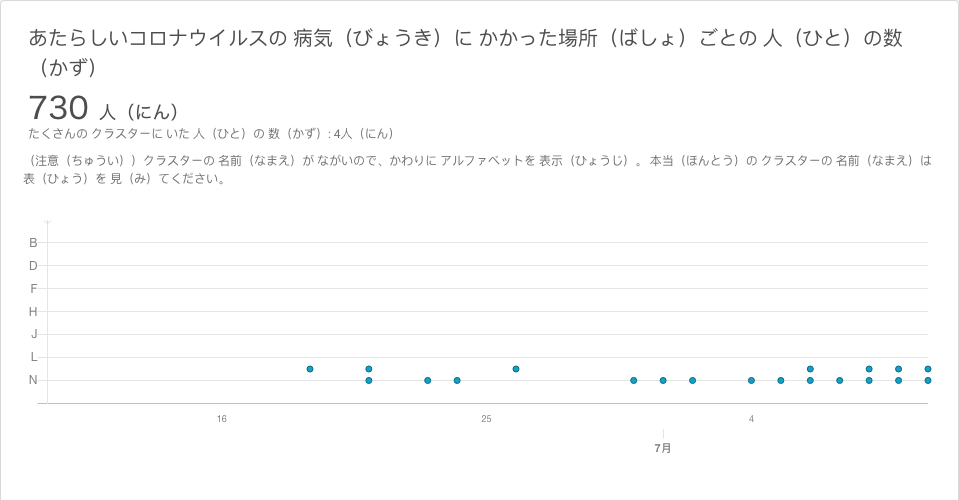 あたらしいコロナウイルスの 病気（びょうき）に かかった場所（ばしょ）ごとの 人（ひと）の数
（かず）
730 人（にん）
たくさんの クラスターに いた 人（ひと）の 数（かず）: 4人（にん）
（注意（ちゅうい））クラスターの 名前（なまえ）が ながいので、かわりに アルファベットを 表示（ひょうじ）。 本当（ほんとう）の クラスターの 名前（なまえ）は
表（ひょう）を 見（み）てください。
B
D
F
H
J
L
N
16 25 4
7月